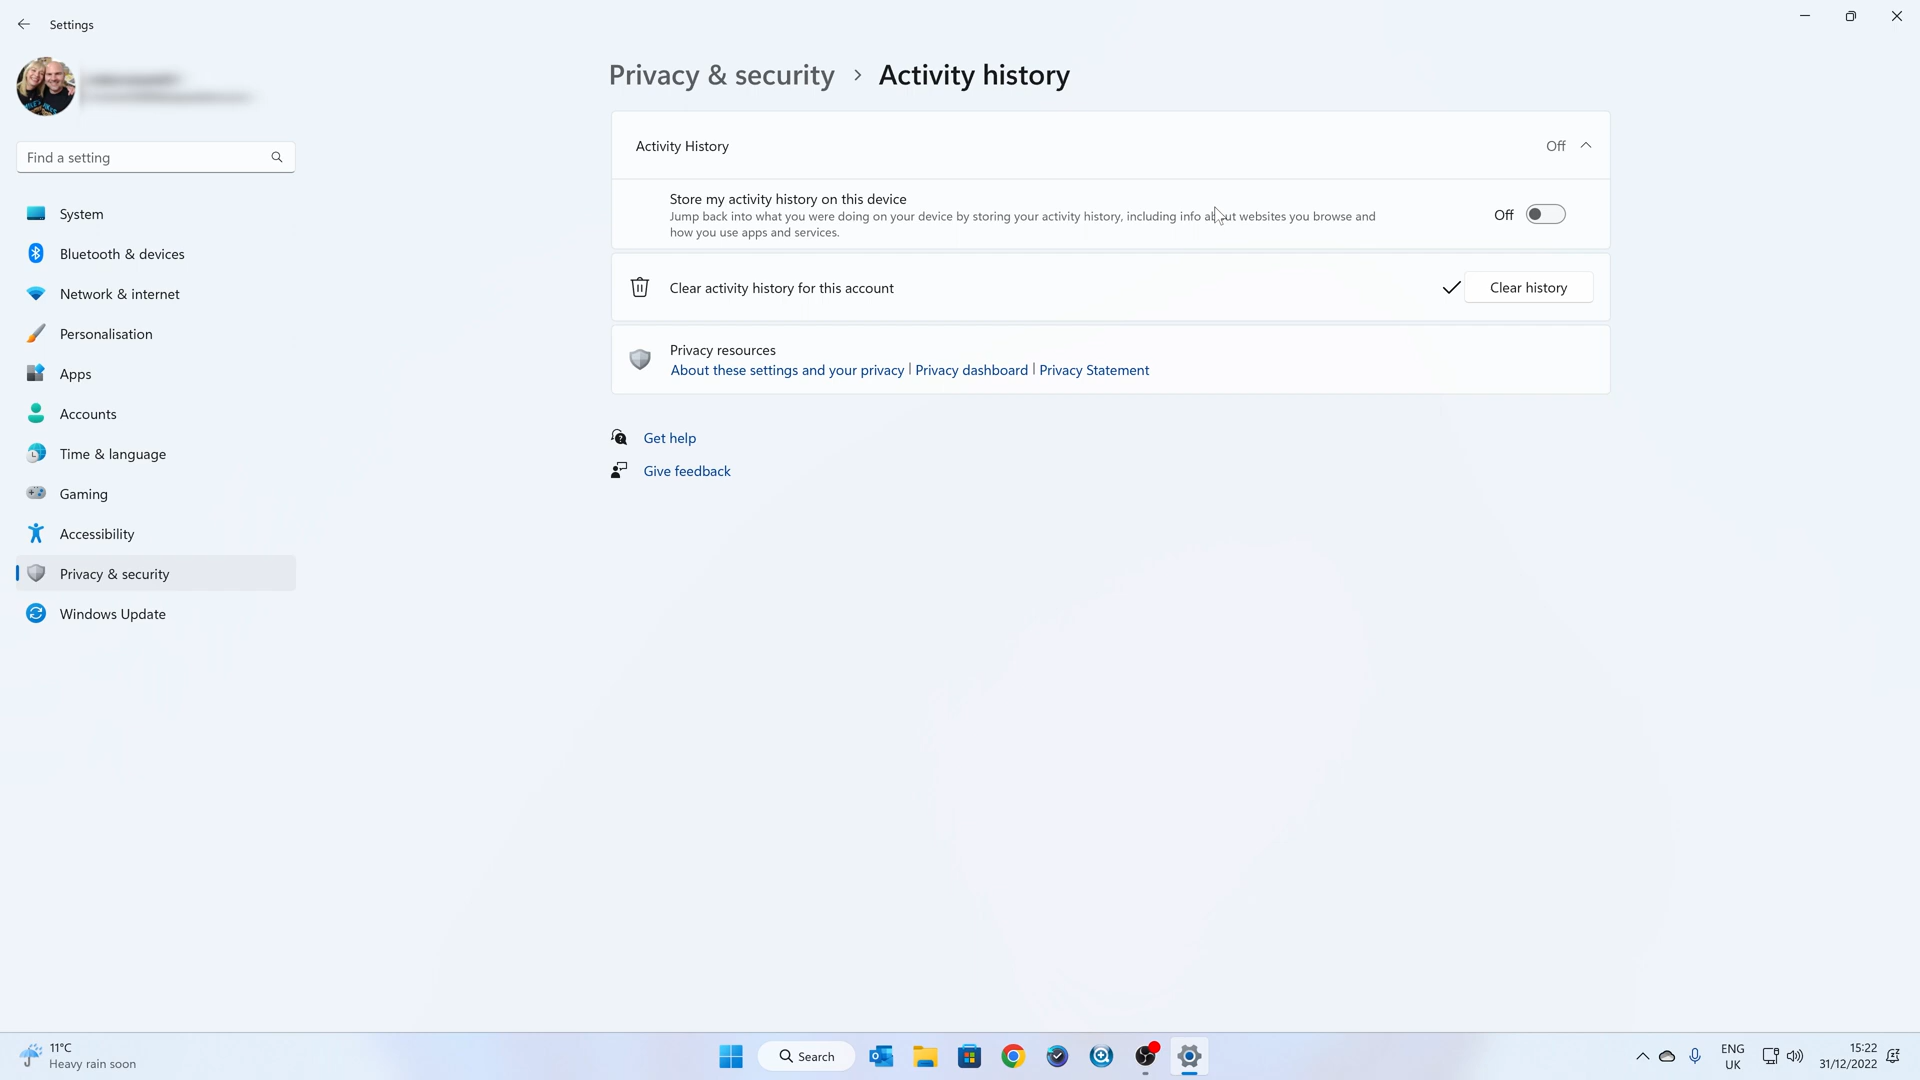 Settings
Find a setting
System
Bluetooth & devices
Network & internet
Personalisation
Apps
Accounts
Time & language
Gaming
Accessibility
Privacy & security
Windows Update
Privacy & security > Activity history
Activity History
Off
Store my activity history on this device
Jump back into what you were doing on your device by storing your activity history, including info about websites you browse and
how you use apps and services.
Off
Clear activity history for this account
Clear history
Privacy resources
About these settings and your privacy | Privacy dashboard | Privacy Statement
Get help
Give feedback
11°C
Heavy rain soon
Search
ENG
UK
15:22
31/12/2022